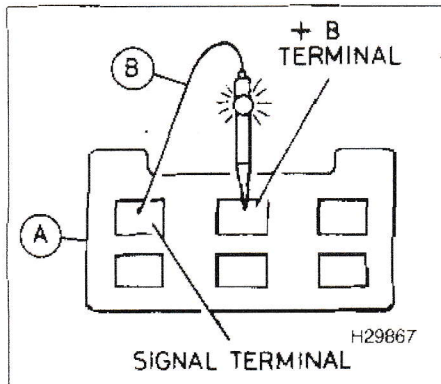 + B
TERMINAL
B
A
H29867
SIGNAL TERMINAL